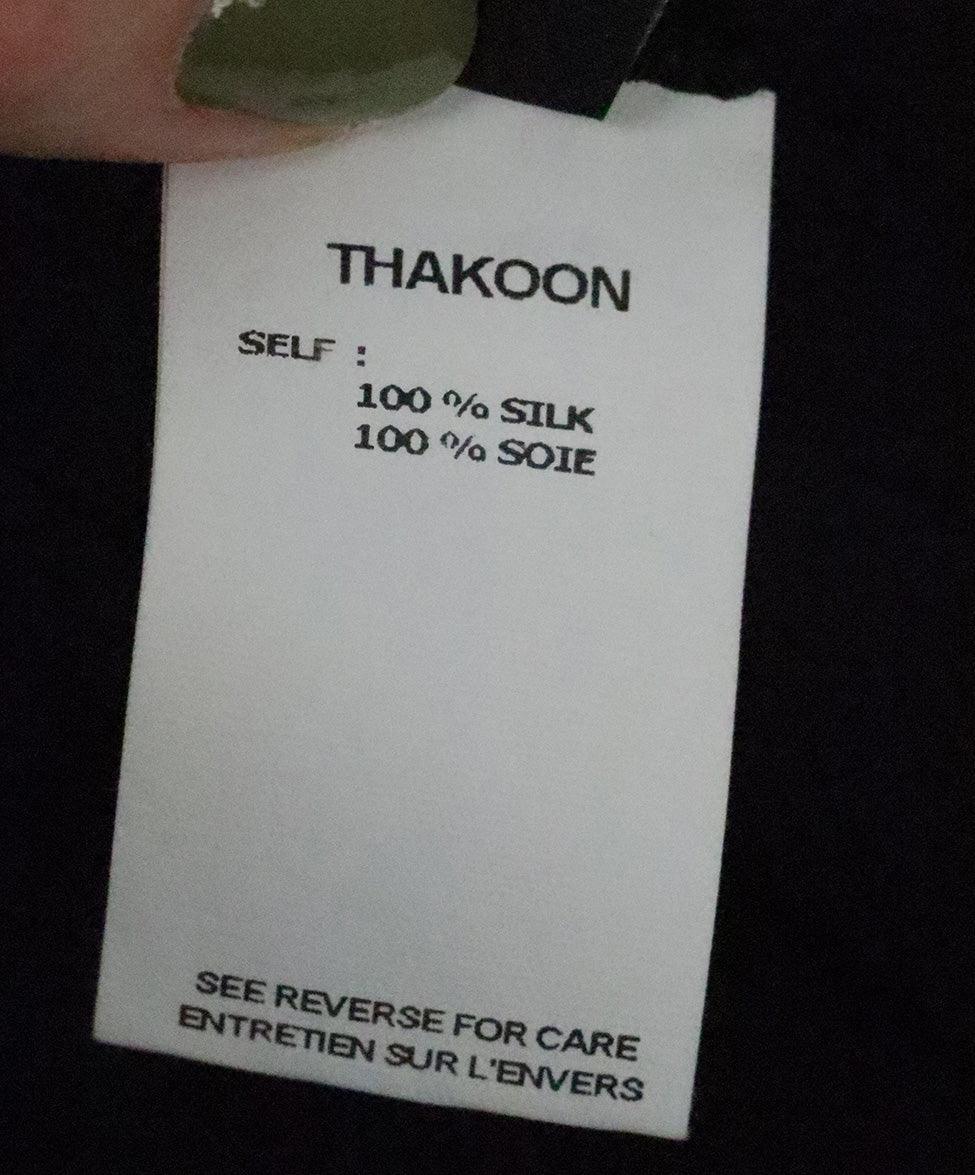 THAKOON
SELF :
100 % SILK
100 % SOIE
SEE REVERSE FOR CARE
ENTRETIEN SUR L'ENVERS